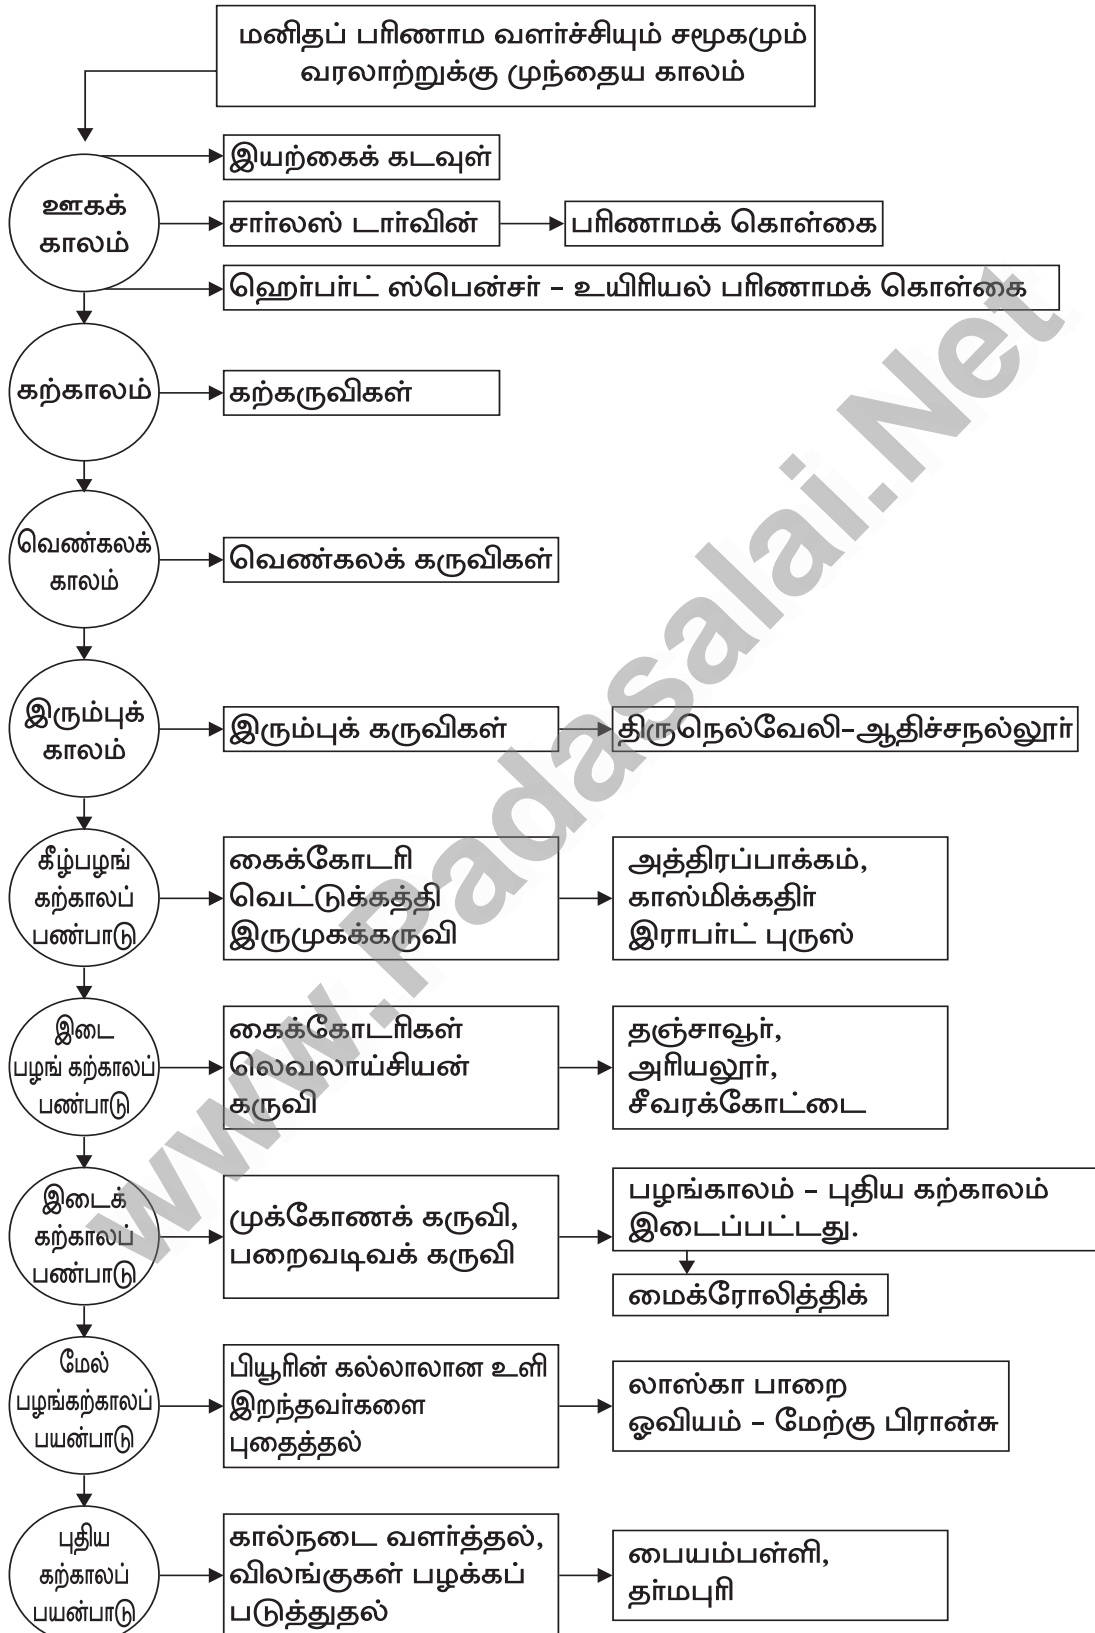 மனிதப் பரிணாம வளர்ச்சியும் சமூகமும்
வரலாற்றுக்கு முந்தைய காலம்
இயற்கைக் கடவுள்
ஊகக்
காலம்
சார்லஸ் டார்வின்
பரிணாமக் கொள்கை
ஹெர்பர்ட் ஸ்பென்சர் – உயிரியல் பரிணாமக் கொள்கை
கற்காலம்
கற்கருவிகள்
வெண்கலக்
காலம்
வெண்கலக் கருவிகள்
இரும்புக்
காலம்
இரும்புக் கருவிகள்
திருநெல்வேலி–ஆதிச்சநல்லூர்
கீழ்பழங்
கற்காலப்
பண்பாடு
கைக்கோடரி
வெட்டுக்கத்தி
இருமுகக்கருவி
அத்திரப்பாக்கம்,
காஸ்மிக்கதிர்
இராபர்ட் புருஸ்
இடை
பழங் கற்காலப்
பண்பாடு
கைக்கோடரிகள்
லெவலாய்சியன்
கருவி
தஞ்சாவூர்,
அரியலூர்,
சீவரக்கோட்டை
இடைக்
கற்காலப்
பண்பாடு
முக்கோணக் கருவி,
பறைவடிவக் கருவி
பழங்காலம் – புதிய கற்காலம்
இடைப்பட்டது.
மைக்ரோலித்திக்
மேல்
பழங்கற்காலப்
பயன்பாடு
பியூரின் கல்லாலான உளி
இறந்தவர்களை
புதைத்தல்
லாஸ்கா பாறை
ஓவியம் – மேற்கு பிரான்சு
புதிய
கற்காலப்
பயன்பாடு
கால்நடை வளர்த்தல்,
விலங்குகள் பழக்கப்
படுத்துதல்
பையம்பள்ளி,
தர்மபுரி
www.Padasalai.Net